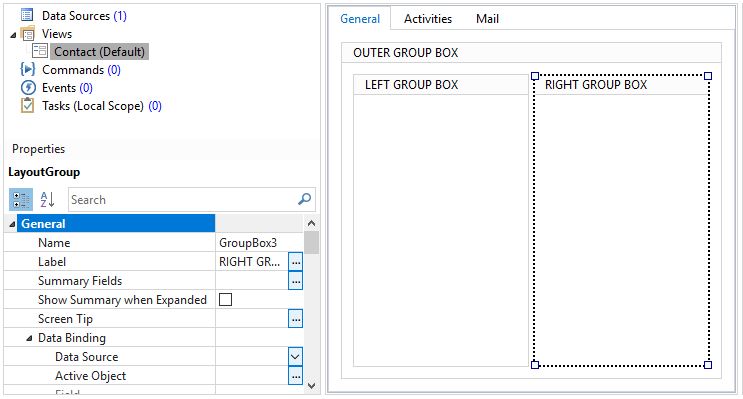 Data Sources (1)
Views
Contact (Default)
Commands (0)
Events (0)
Tasks (Local Scope) (0)
Properties
LayoutGroup
A
Z
Search
General
Name GroupBox3
Label RIGHT GR... ...
Summary Fields ...
Show Summary when Expanded
Screen Tip ...
Data Binding
Data Source
Active Object ...
Field
General Activities Mail
OUTER GROUP BOX
LEFT GROUP BOX
RIGHT GROUP BOX